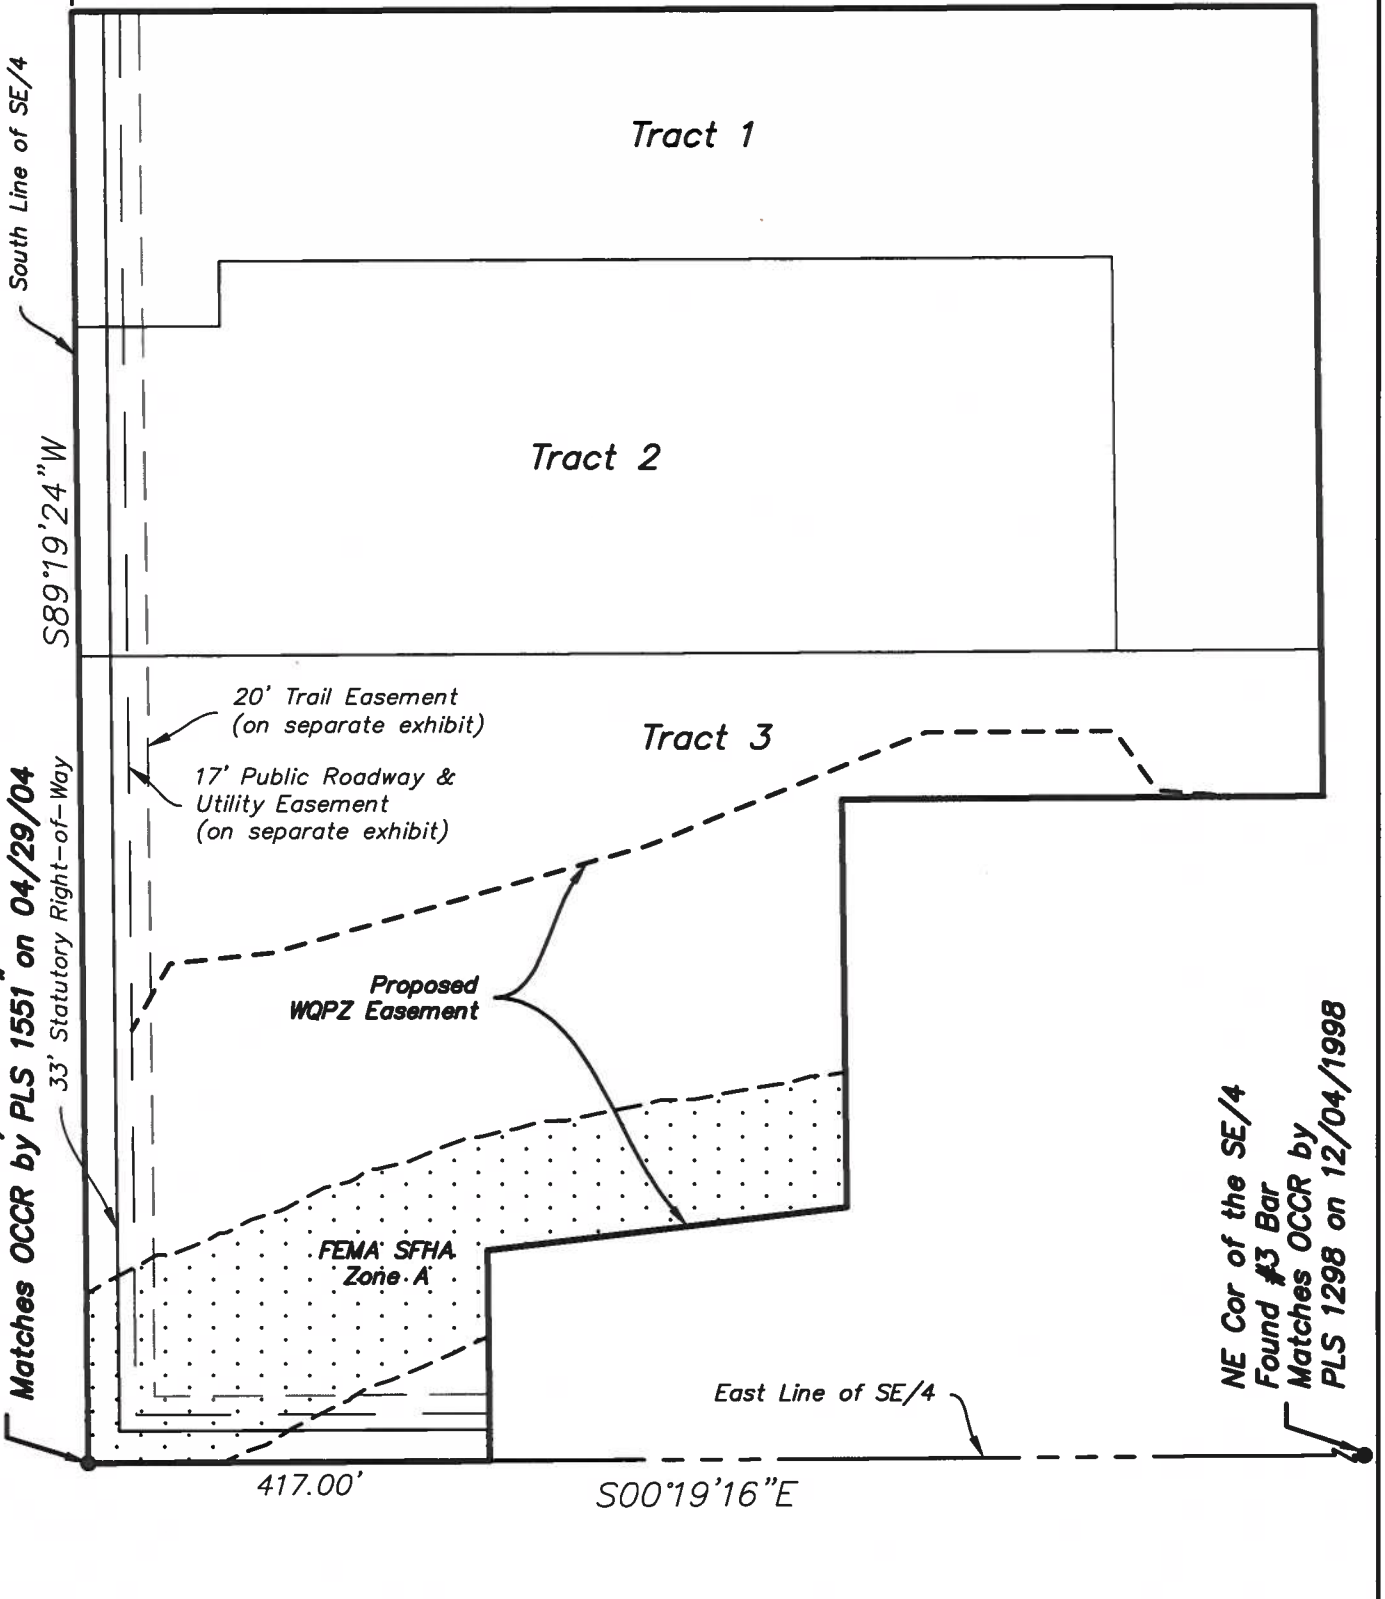 South Line of SE/4
Tract 1
Tract 2
S89°19'24"W
20' Trail Easement
(on separate exhibit)
Tract 3
17' Public Roadway &
Utility Easement
(on separate exhibit)
Matches OCCR by PLS 1551 on 04/29/04
33' Statutory Right-of-Way
Proposed
WQPZ Easement
FEMA SFHA
Zone A
NE Cor of the SE/4
Found #3 Bar
Matches OCCR by
PLS 1298 on 12/04/1998
East Line of SE/4
417.00'
S00°19'16"E